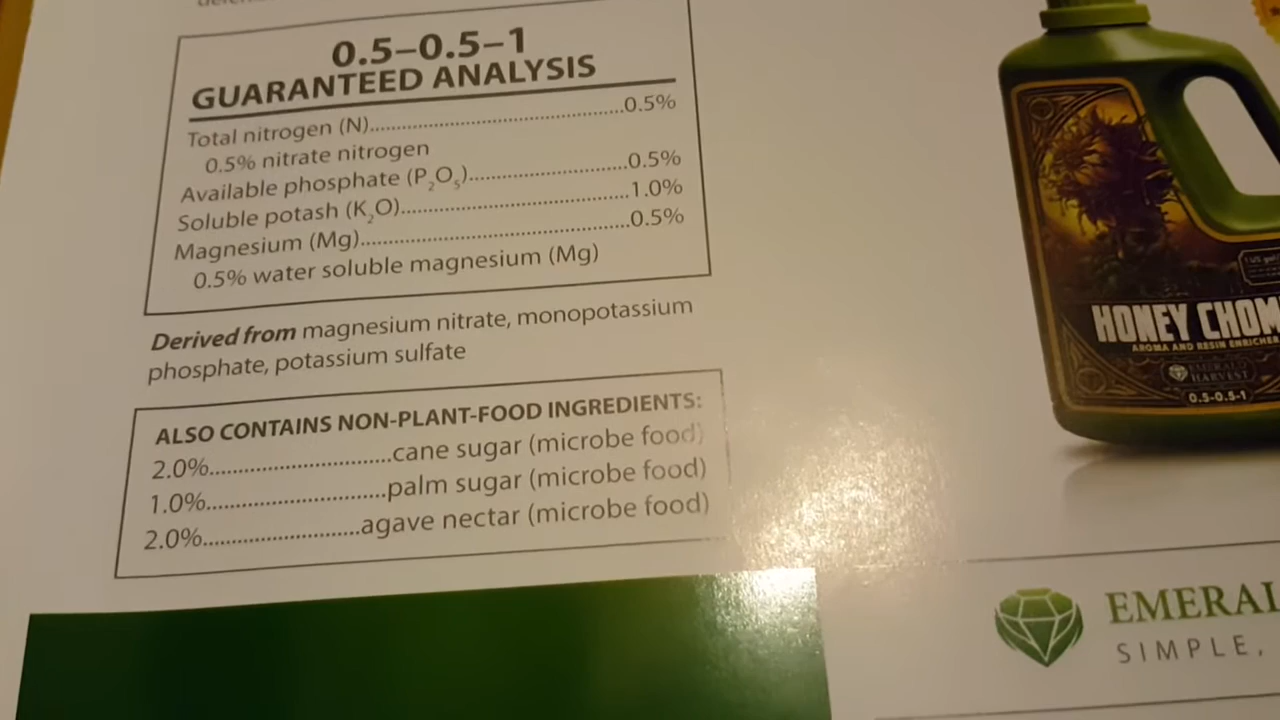 0.5–0.5–1
GUARANTEED ANALYSIS
Total nitrogen (N)..........0.5%
0.5% nitrate nitrogen
Available phosphate (P₂O₅)..........0.5%
Soluble potash (K₂O)..........1.0%
Magnesium (Mg)..........0.5%
0.5% water soluble magnesium (Mg)
Derived from magnesium nitrate, monopotassium
phosphate, potassium sulfate
ALSO CONTAINS NON-PLANT-FOOD INGREDIENTS:
2.0%..........cane sugar (microbe food)
1.0%..........palm sugar (microbe food)
2.0%..........agave nectar (microbe food)
HONEY CHOM
AROMA AND RESIN ENRICHER
EMERALD
HARVEST
0.5-0.5-1
EMERAL
SIMPLE,